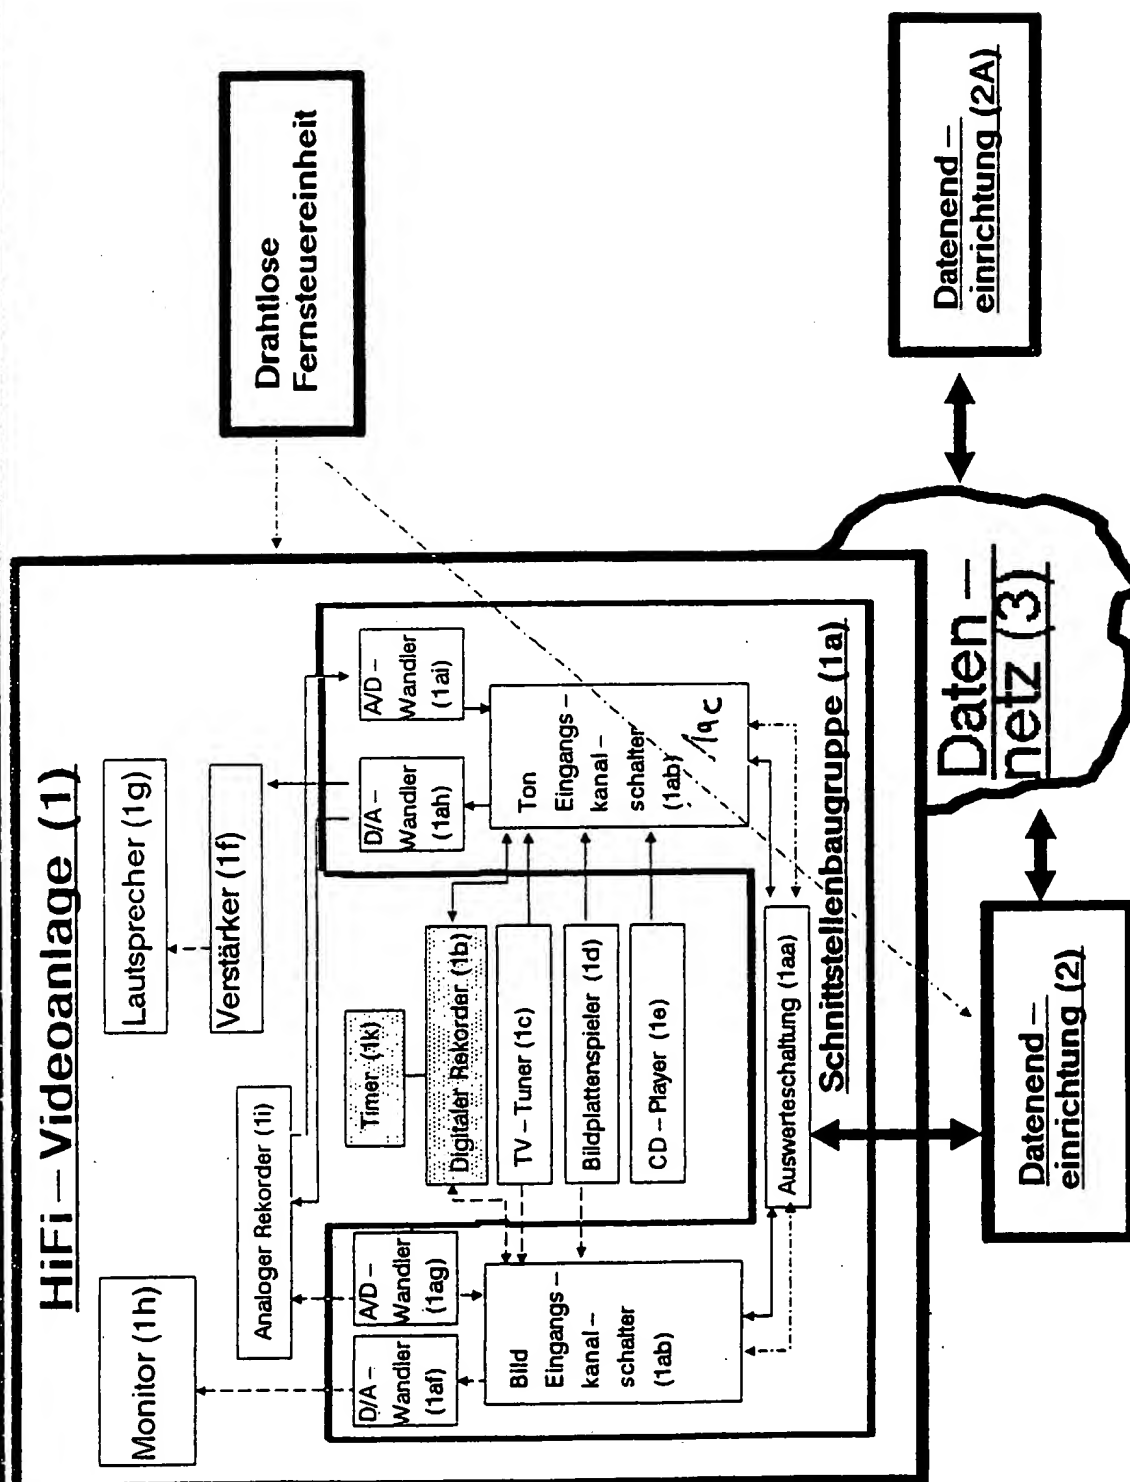 HiFi – Videoanlage (1)
Monitor (1h)
Analoger Rekorder (1i)
Lautsprecher (1g)
Verstärker (1f)
Drahtlose
Fernsteuereinheit
D/A –
Wandler
(1af)
A/D –
Wandler
(1ag)
Timer (1k)
Digitaler Rekorder (1b)
TV – Tuner (1c)
Bildplattenspieler (1d)
CD – Player (1e)
D/A –
Wandler
(1ah)
A/D –
Wandler
(1ai)
Bild
Eingangs –
kanal –
schalter
(1ab)
Ton
Eingangs –
kanal –
schalter
(1ab)
1ac
Auswerteschaltung (1aa)
Schnittstellenbaugruppe (1a)
Datenend –
einrichtung (2)
Daten –
netz (3)
Datenend –
einrichtung (2A)